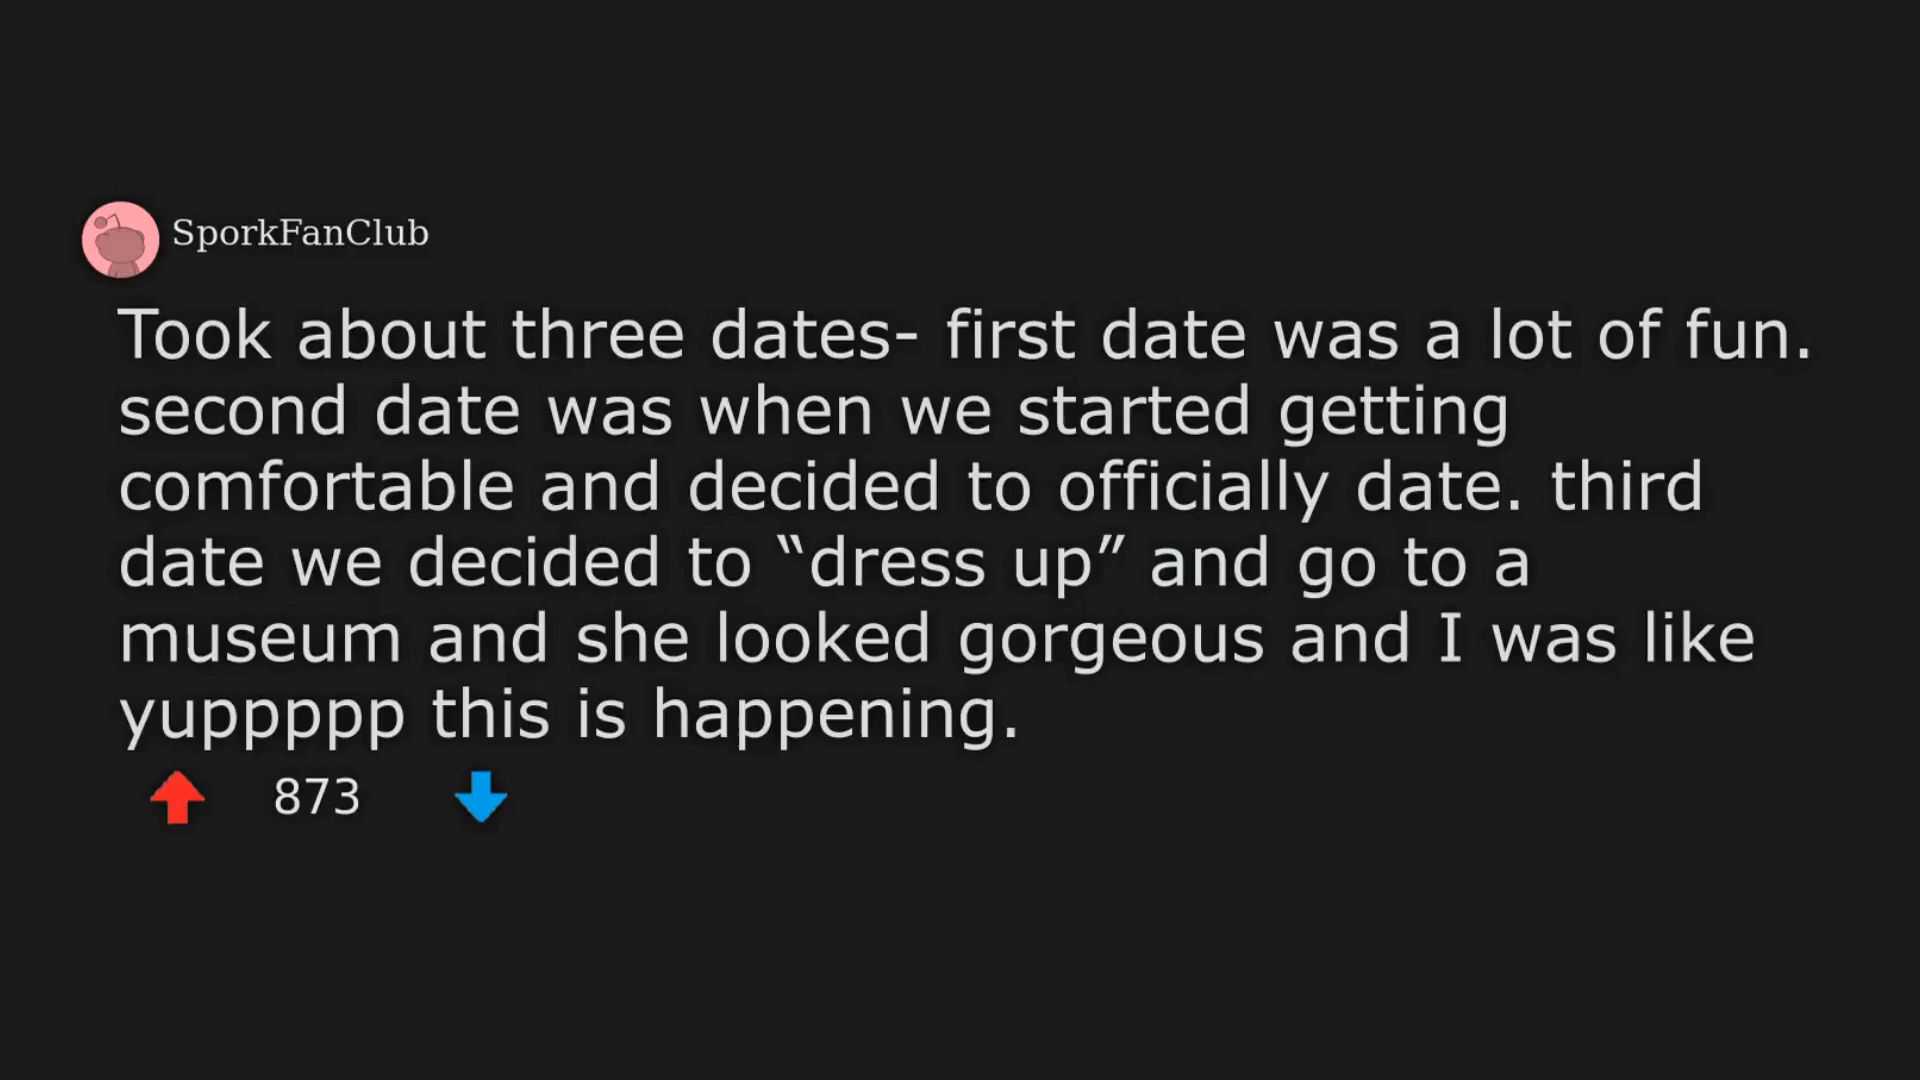 SporkFanClub
Took about three dates- first date was a lot of fun.
second date was when we started getting
comfortable and decided to officially date. third
date we decided to “dress up” and go to a
museum and she looked gorgeous and I was like
yuppppp this is happening.
873